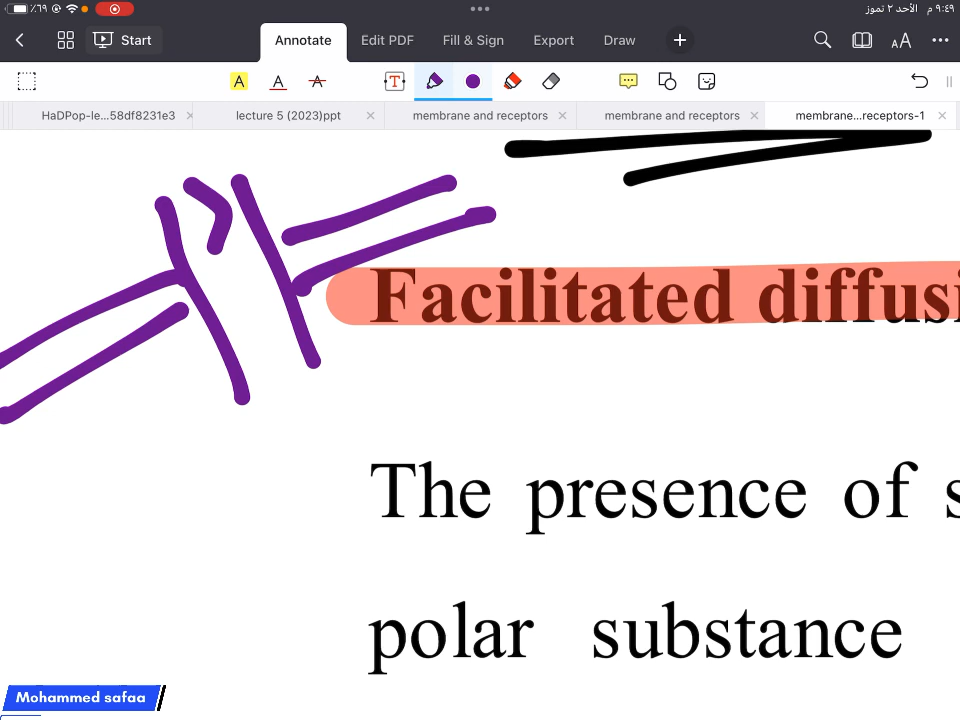 ٪٦٩ ٩:٤٩ م الأحد ٢ تموز
Start Annotate Edit PDF Fill & Sign Export Draw
HaDPop-le...58df8231e3 lecture 5 (2023)ppt membrane and receptors membrane and receptors membrane...receptors-1
Facilitated diffusi
The presence of s
polar substance
Mohammed safaa